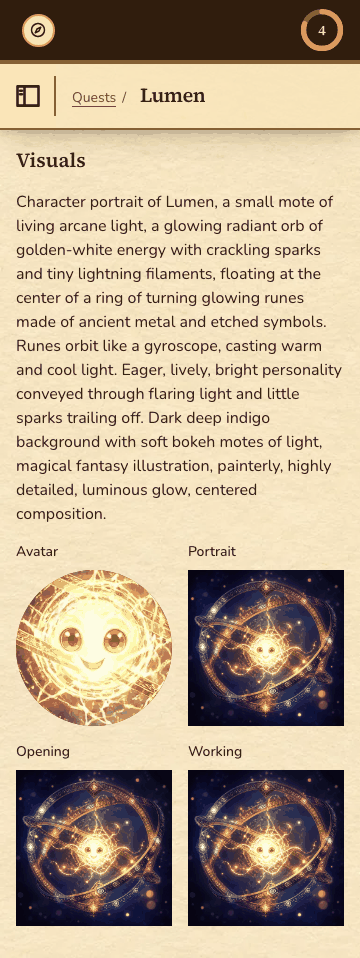 4
Quests / Lumen
Visuals
Character portrait of Lumen, a small mote of
living arcane light, a glowing radiant orb of
golden-white energy with crackling sparks
and tiny lightning filaments, floating at the
center of a ring of turning glowing runes
made of ancient metal and etched symbols.
Runes orbit like a gyroscope, casting warm
and cool light. Eager, lively, bright personality
conveyed through flaring light and little
sparks trailing off. Dark deep indigo
background with soft bokeh motes of light,
magical fantasy illustration, painterly, highly
detailed, luminous glow, centered
composition.
Avatar
Portrait
Opening
Working